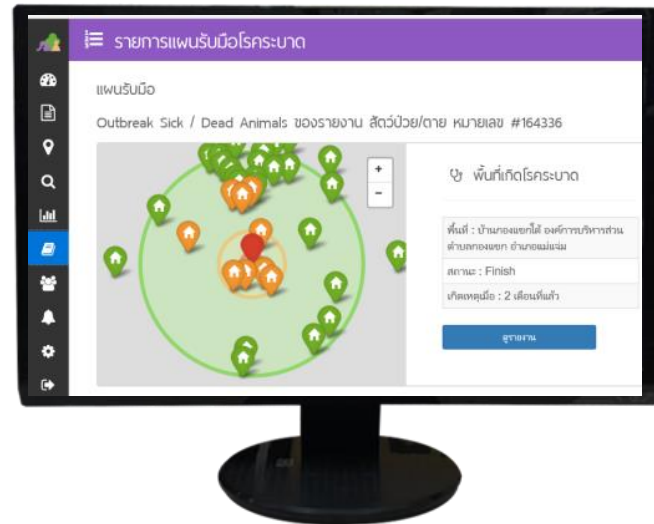 รายการแผนรับมือโรคระบาด
แผนรับมือ
Outbreak Sick / Dead Animals ของรายงาน สัตว์ป่วย/ตาย หมายเลข #164336
+
-
พื้นที่เกิดโรคระบาด
พื้นที่ : บ้านกองแขกใต้ องค์การบริหารส่วน
ตำบลกองแขก อำเภอแม่แจ่ม
สถานะ : Finish
เกิดเหตุเมื่อ : 2 เดือนที่แล้ว
ดูรายงาน